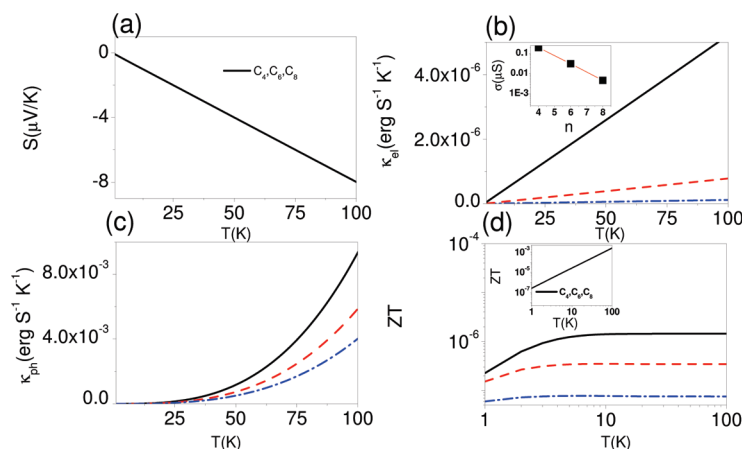 (a)
S(μV/K)
0
-4
-8
C4,C6,C8
25 50 75 100
T(K)
(b)
κel(erg S-1 K-1)
4.0x10-6
2.0x10-6
0.0
σ(μS)
0.1
0.01
1E-3
4 5 6 7 8
n
25 50 75 100
T(K)
(c)
κph(erg S-1 K-1)
8.0x10-3
4.0x10-3
0.0
25 50 75 100
T(K)
(d)
ZT
10-4
10-6
ZT
10-3
10-5
10-7
C4,C6,C8
1 10 100
T(K)
1 10 100
T(K)